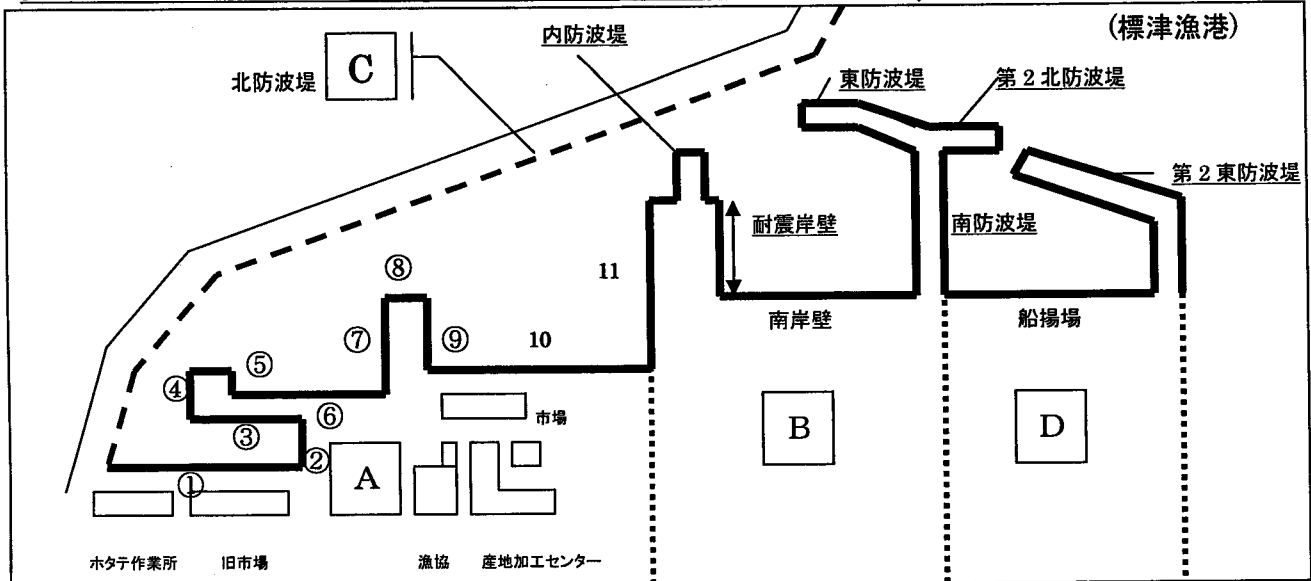 (標津漁港)
内防波堤
北防波堤
C
東防波堤
第2北防波堤
第2東防波堤
耐震岸壁
南防波堤
⑧
11
⑦
⑨
10
南岸壁
船揚場
⑤
④
⑥
市場
③
B
D
②
A
①
ホタテ作業所
旧市場
漁協
産地加工センター